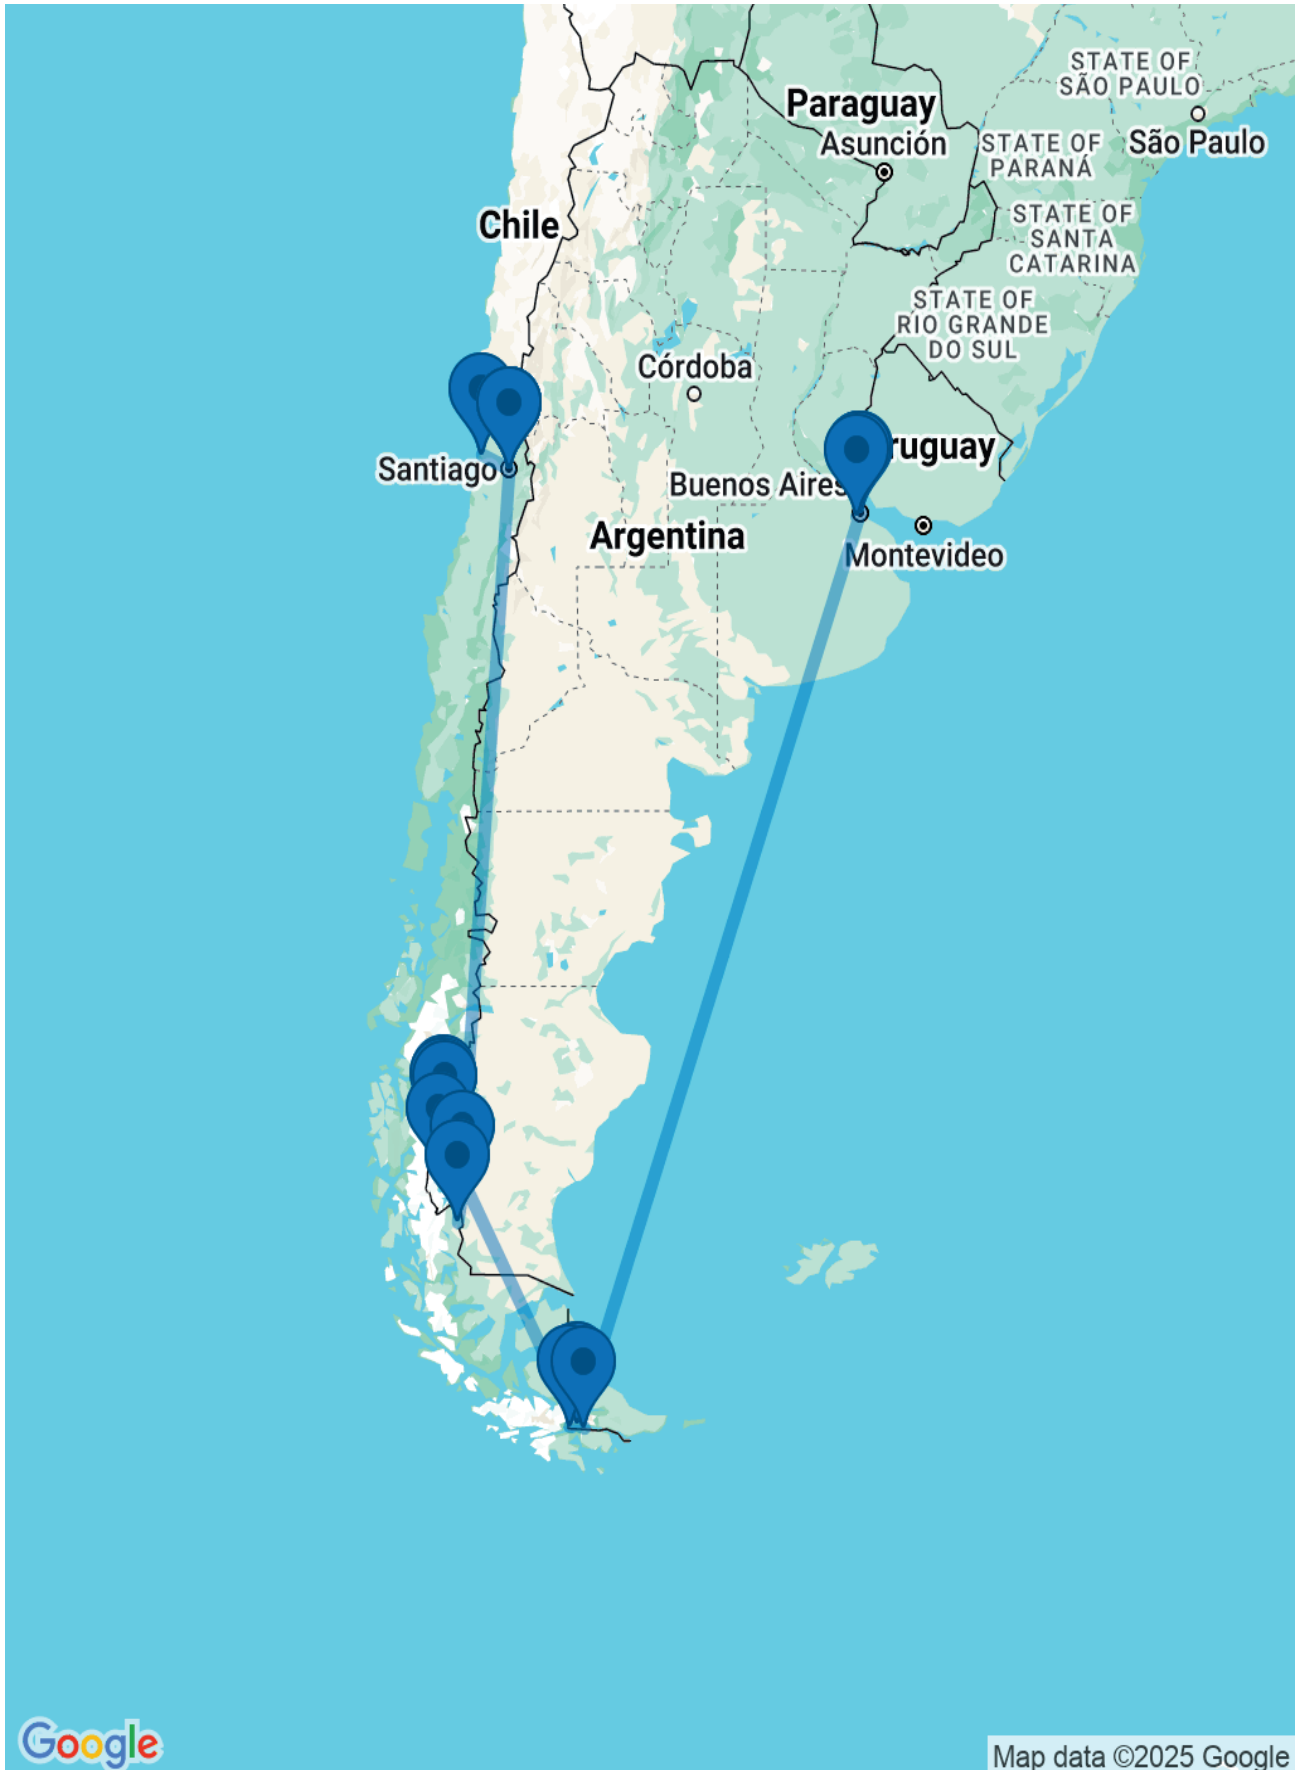 STATE OF
SÃO PAULO
Paraguay
Asunción
São Paulo
STATE OF
PARANÁ
STATE OF
SANTA
CATARINA
Chile
STATE OF
RIO GRANDE
DO SUL
Córdoba
ruguay
Santiago
Buenos Aires
Argentina
Montevideo
Google
Map data ©2025 Google